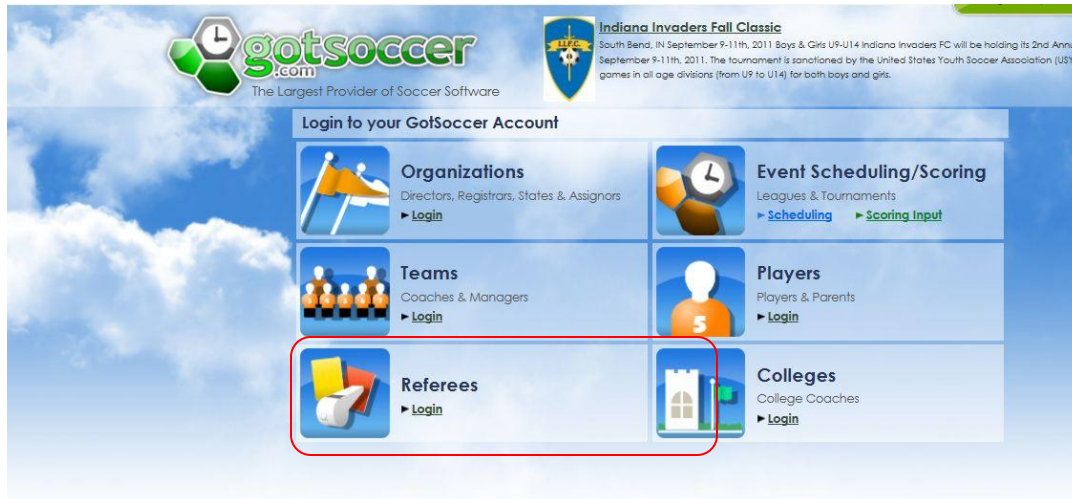 gotsoccer
.com
The Largest Provider of Soccer Software
Indiana Invaders Fall Classic
South Bend, IN September 9-11th, 2011 Boys & Girls U9-U14 Indiana Invaders FC will be holding its 2nd Annu
September 9-11th, 2011. The tournament is sanctioned by the United States Youth Soccer Association (USY
games in all age divisions (from U9 to U14) for both boys and girls.
Login to your GotSoccer Account
Organizations
Directors, Registrars, States & Assignors
► Login
Event Scheduling/Scoring
Leagues & Tournaments
► Scheduling ► Scoring Input
Teams
Coaches & Managers
► Login
Players
Players & Parents
► Login
5
Referees
► Login
Colleges
College Coaches
► Login